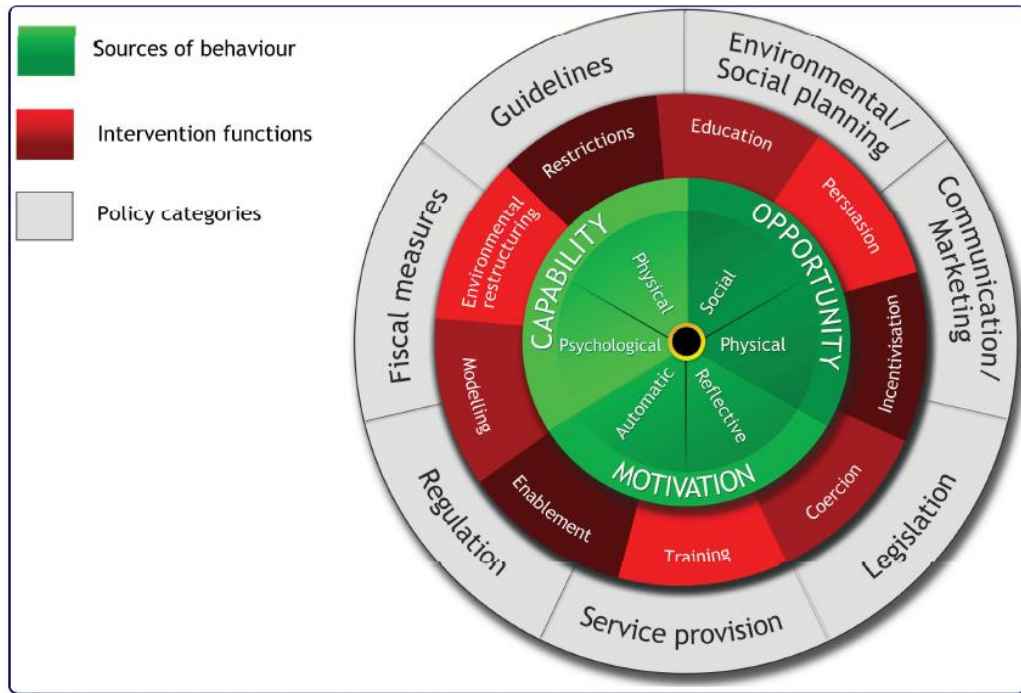 Sources of behaviour
Intervention functions
Policy categories
Guidelines
Environmental/
Social planning
Communication/
Marketing
Legislation
Service provision
Regulation
Fiscal measures
Restrictions
Education
Persuasion
Incentivisation
Coercion
Training
Enablement
Modelling
Environmental
restructuring
CAPABILITY
OPPORTUNITY
MOTIVATION
Physical
Social
Psychological
Physical
Automatic
Reflective